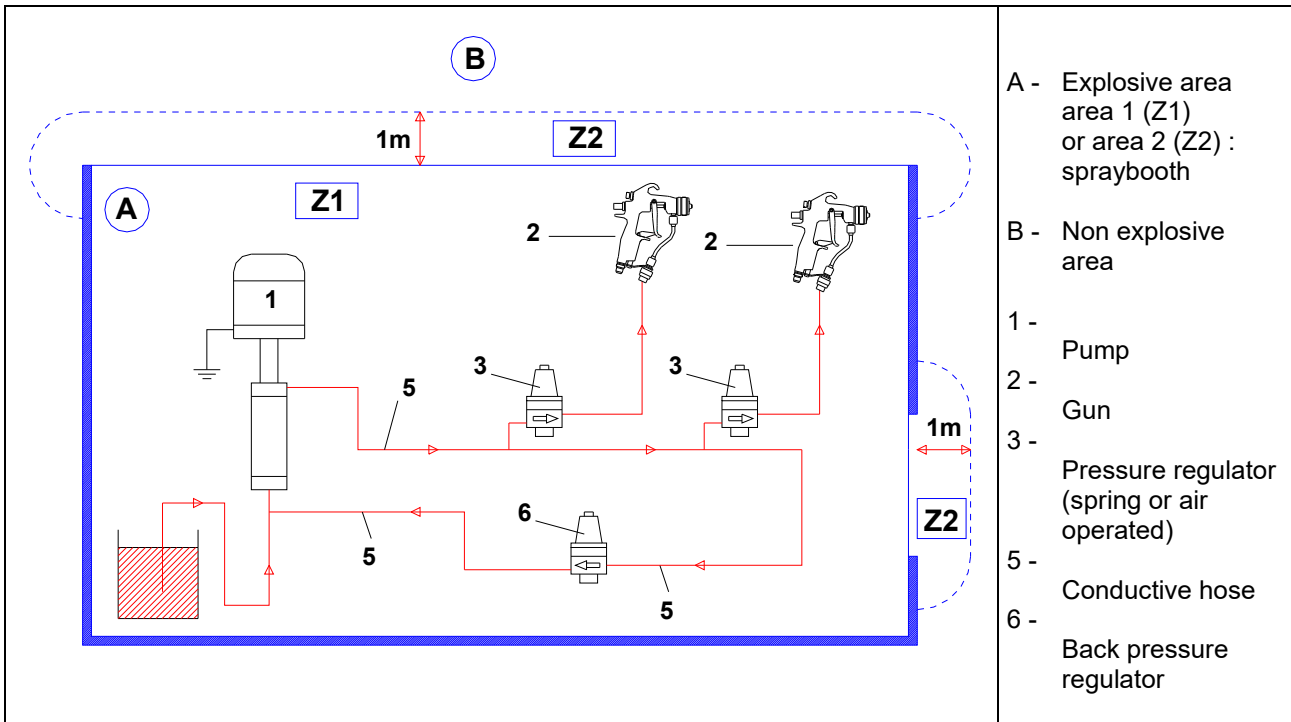 B
1m
Z2
A
Z1
2
2
1
3
3
5
1m
6
Z2
5
5
A - Explosive area
area 1 (Z1)
or area 2 (Z2) :
spraybooth
B - Non explosive
area
1 -
Pump
2 -
Gun
3 -
Pressure regulator
(spring or air
operated)
5 -
Conductive hose
6 -
Back pressure
regulator